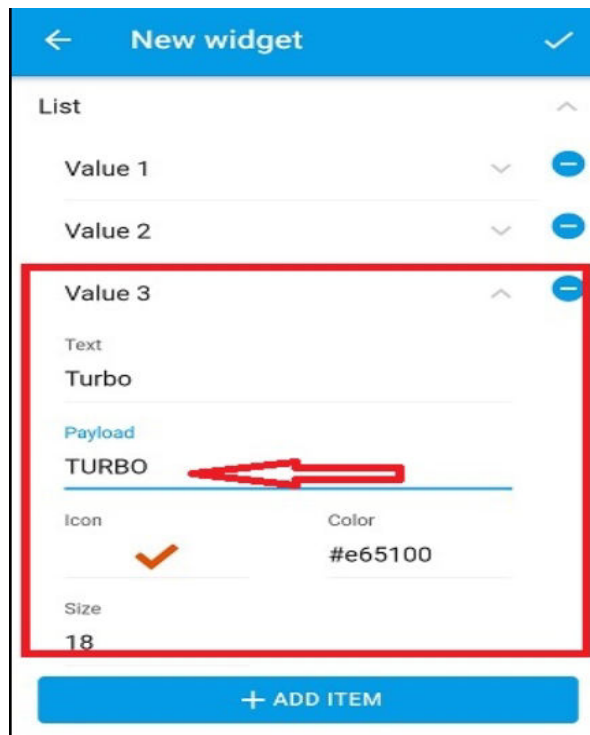 New widget
List
Value 1
Value 2
Value 3
Text
Turbo
Payload
TURBO
Icon Color
#e65100
Size
18
+ ADD ITEM